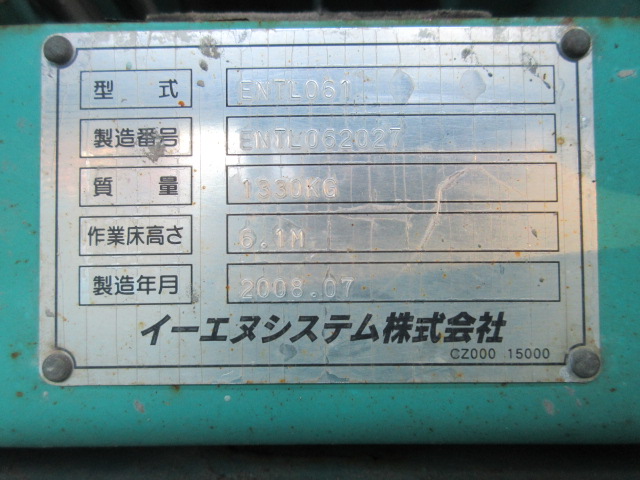 型式 ENTL061
製造番号 ENTL062027
質量 1330KG
作業床高さ 6.1M
製造年月 2008.07
イーエヌシステム株式会社
CZ000 15000